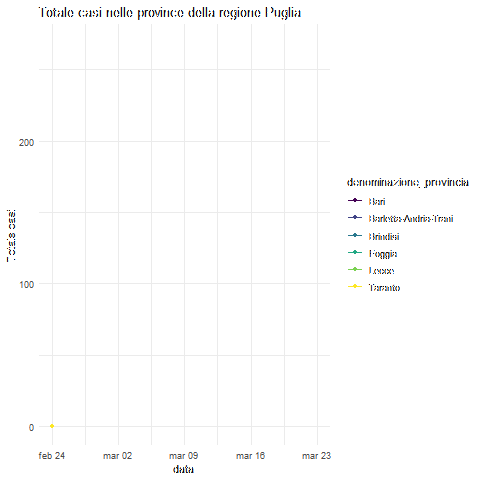 Totale casi nelle province della regione Puglia
200
100
0
Totale casi
feb 24
mar 02
mar 09
mar 16
mar 23
data
denominazione_provincia
Bari
Barletta-Andria-Trani
Brindisi
Foggia
Lecce
Taranto